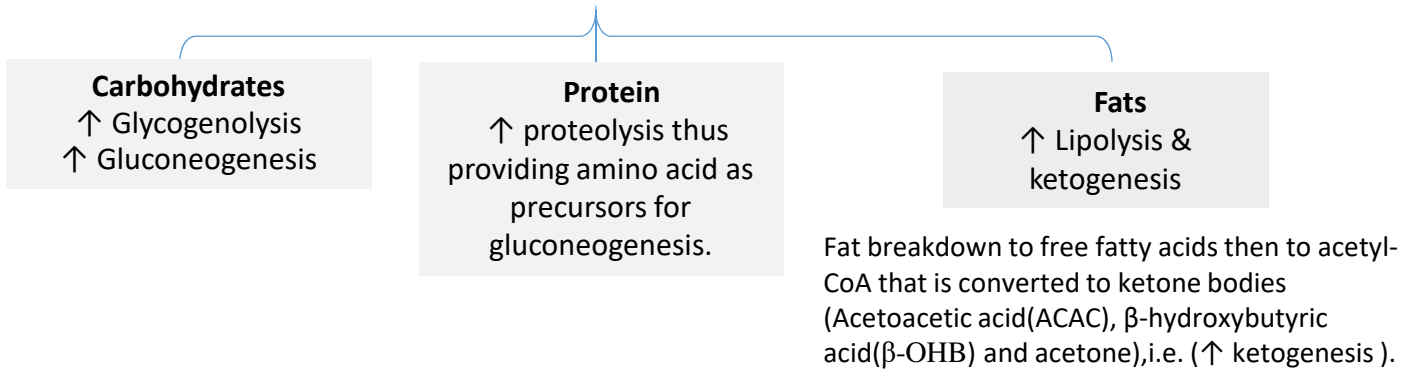 Carbohydrates
↑ Glycogenolysis
↑ Gluconeogenesis
Protein
↑ proteolysis thus
providing amino acid as
precursors for
gluconeogenesis.
Fats
↑ Lipolysis &
ketogenesis
Fat breakdown to free fatty acids then to acetyl-
CoA that is converted to ketone bodies
(Acetoacetic acid(ACAC), β-hydroxybutyric
acid(β-OHB) and acetone),i.e. (↑ ketogenesis ).